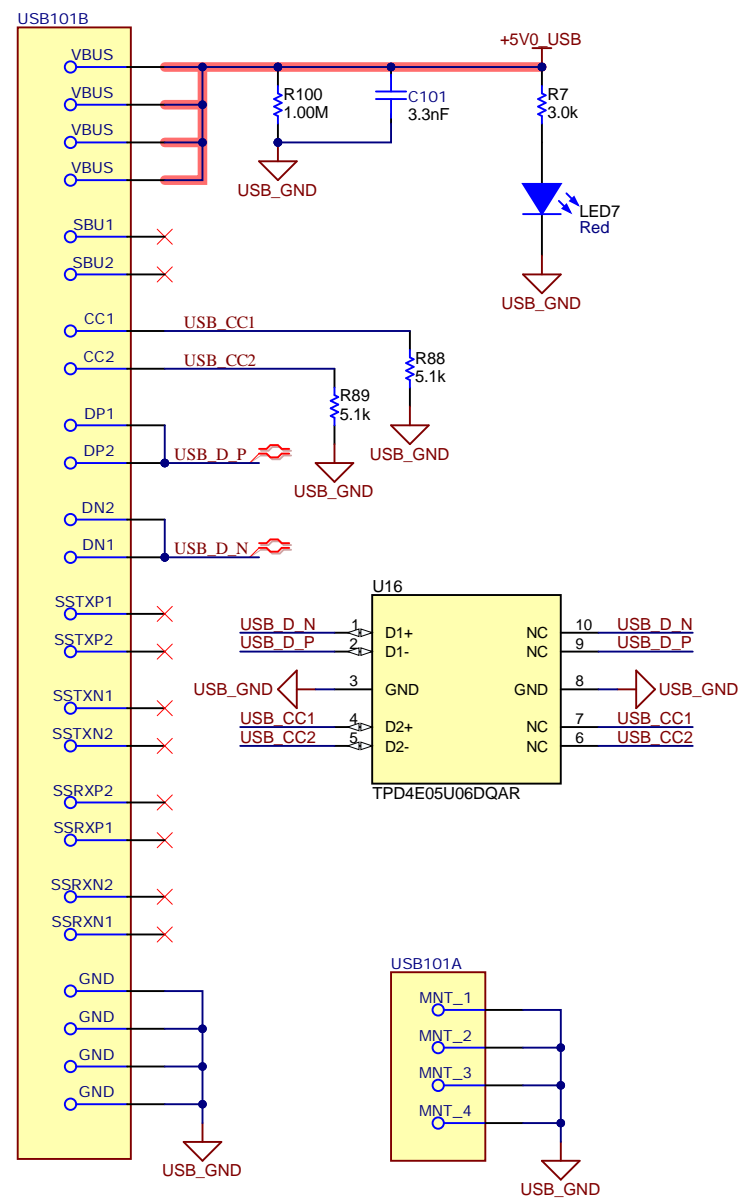 USB101B
VBUS
VBUS
VBUS
VBUS
SBU1
SBU2
CC1
CC2
DP1
DP2
DN2
DN1
SSTXP1
SSTXP2
SSTXN1
SSTXN2
SSRXP2
SSRXP1
SSRXN2
SSRXN1
GND
GND
GND
GND
USB_GND
+5V0_USB
R100
1.00M
C101
3.3nF
R7
3.0k
USB_GND
LED7
Red
USB_GND
USB_CC1
USB_CC2
R88
5.1k
R89
5.1k
USB_GND
USB_GND
USB_D_P
USB_D_N
U16
USB_D_N 1 D1+ NC 10 USB_D_N
USB_D_P 2 D1- NC 9 USB_D_P
USB_GND 3 GND GND 8 USB_GND
USB_CC1 4 D2+ NC 7 USB_CC1
USB_CC2 5 D2- NC 6 USB_CC2
TPD4E05U06DQAR
USB101A
MNT_1
MNT_2
MNT_3
MNT_4
USB_GND